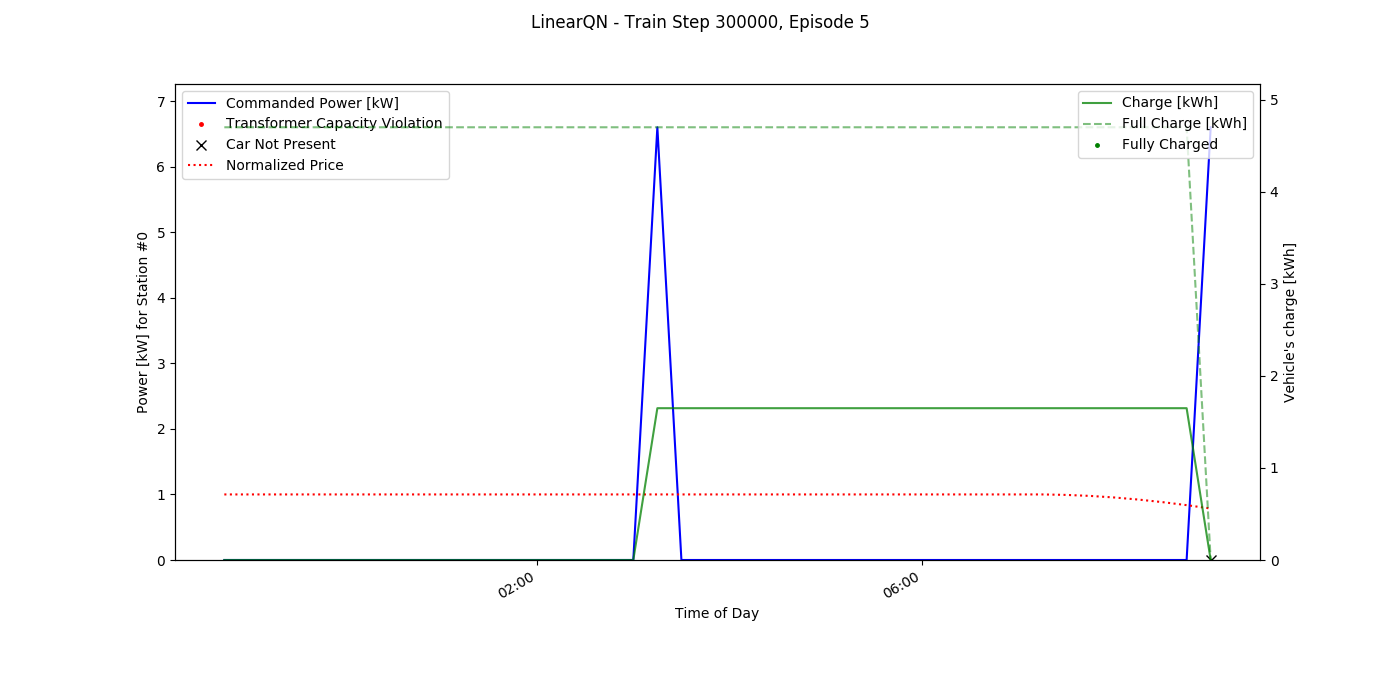 LinearQN - Train Step 300000, Episode 5
Commanded Power [kW]
Transformer Capacity Violation
Car Not Present
Normalized Price
Charge [kWh]
Full Charge [kWh]
Fully Charged
7
6
5
4
3
2
1
0
Power [kW] for Station #0
5
4
3
2
1
0
Vehicle's charge [kWh]
02:00
06:00
Time of Day